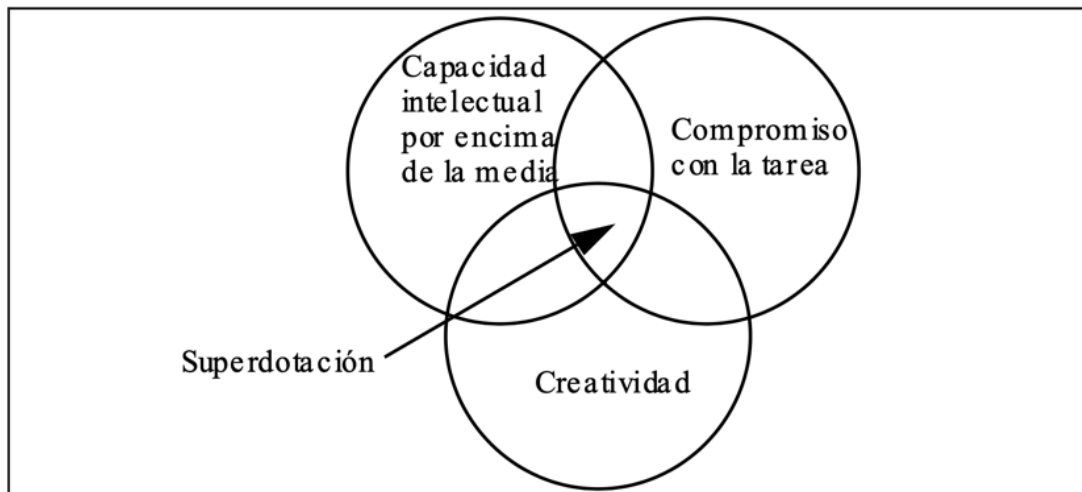 Capacidad
intelectual
por encima
de la media
Compromiso
con la tarea
Superdotación
Creatividad